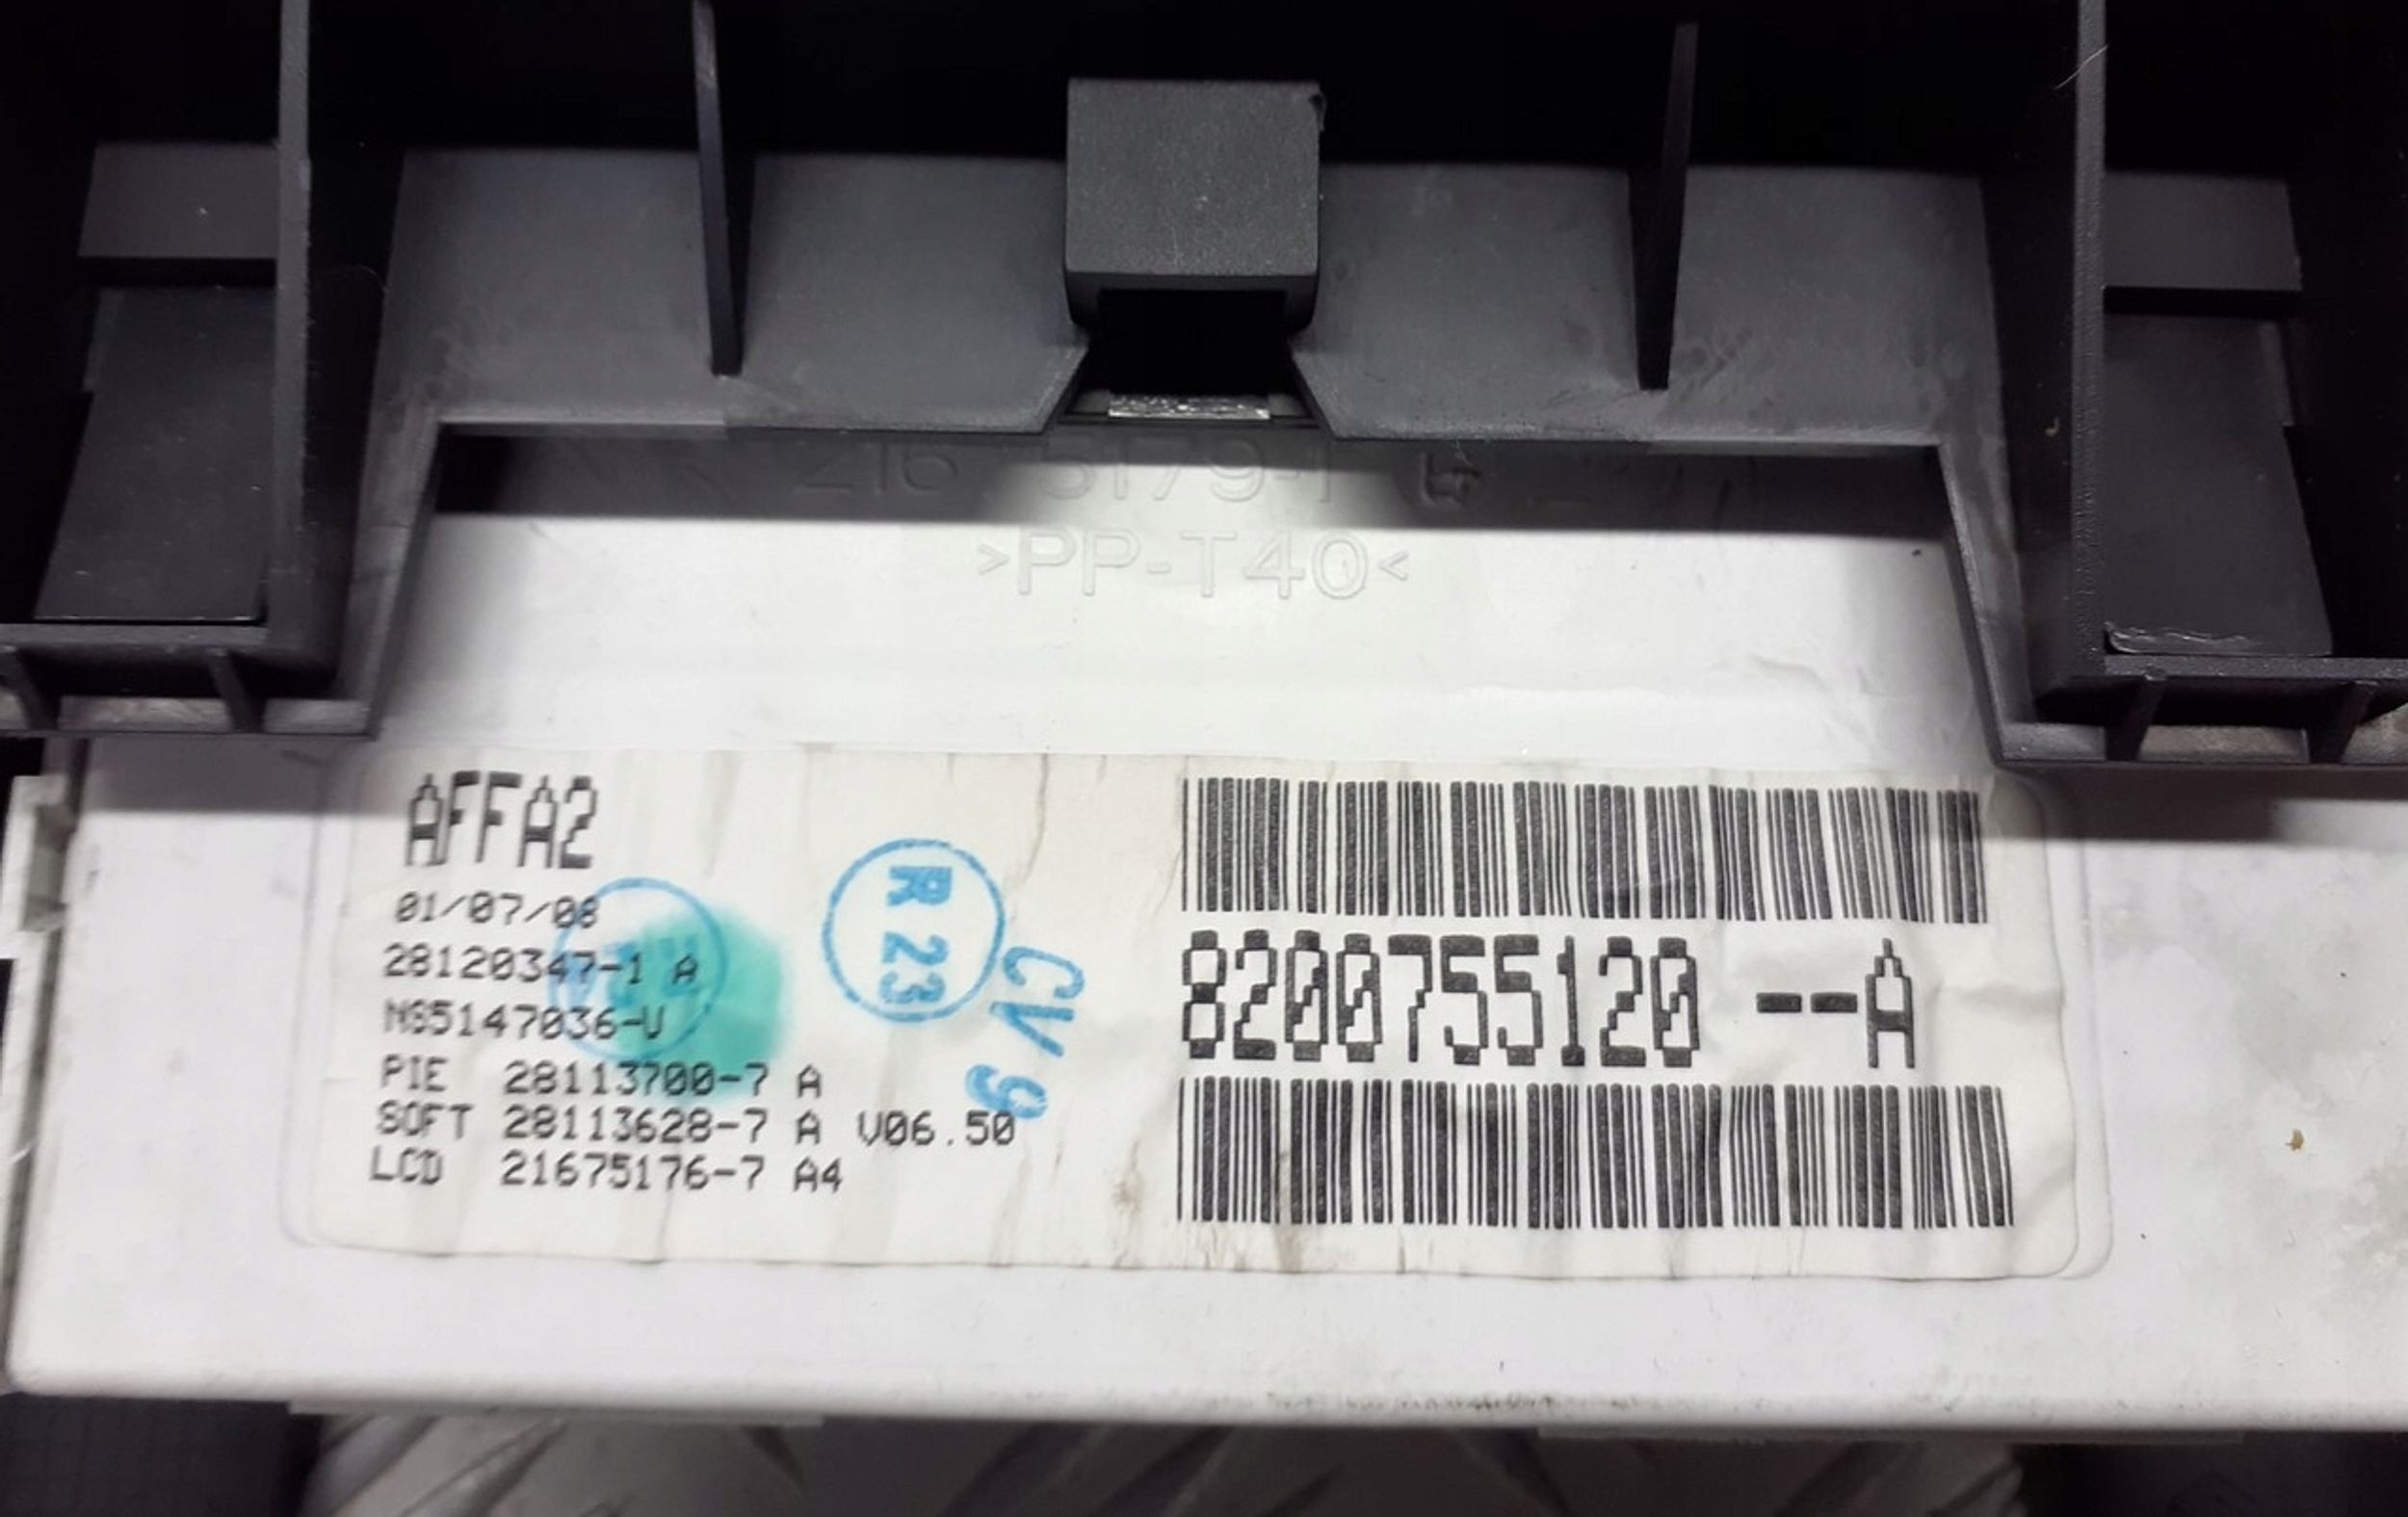 >PP-T40<
AFFA2
01/07/08
28120347-1 A
NS5147036-V
PIE 28113700-7 A
SOFT 28113628-7 A V06.50
LCD 21675176-7 A4
R 23
CV 9
8200755120 --A